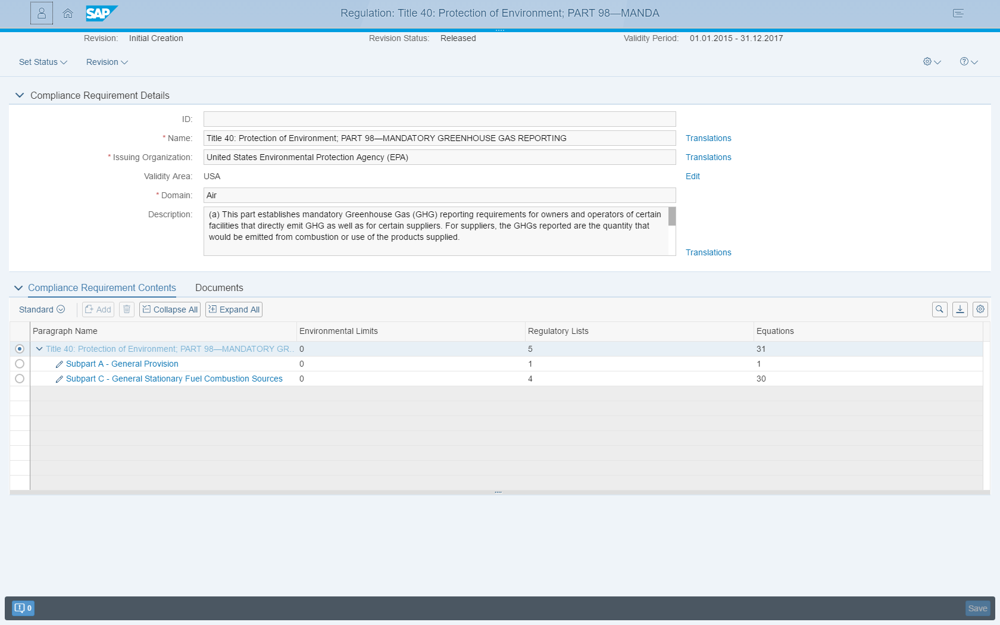 SAP
Regulation: Title 40: Protection of Environment; PART 98—MANDA
Revision: Initial Creation Revision Status: Released Validity Period: 01.01.2015 - 31.12.2017
Set Status Revision
Compliance Requirement Details
ID:
* Name: Title 40: Protection of Environment; PART 98—MANDATORY GREENHOUSE GAS REPORTING Translations
* Issuing Organization: United States Environmental Protection Agency (EPA) Translations
Validity Area: USA Edit
* Domain: Air
Description: (a) This part establishes mandatory Greenhouse Gas (GHG) reporting requirements for owners and operators of certain
facilities that directly emit GHG as well as for certain suppliers. For suppliers, the GHGs reported are the quantity that
would be emitted from combustion or use of the products supplied.
Translations
Compliance Requirement Contents Documents
Standard Add Collapse All Expand All
Paragraph Name Environmental Limits Regulatory Lists Equations
Title 40: Protection of Environment; PART 98—MANDATORY GR.. 0 5 31
Subpart A - General Provision 0 1 1
Subpart C - General Stationary Fuel Combustion Sources 0 4 30
0 Save